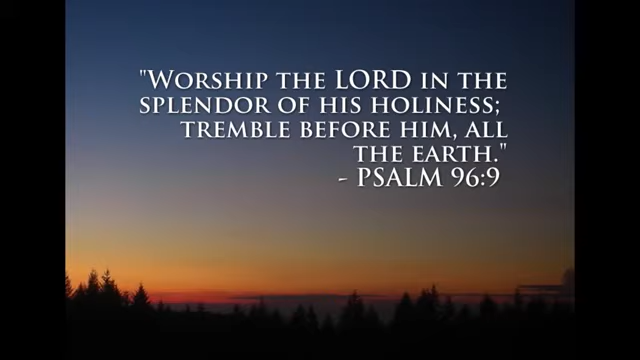 "WORSHIP THE LORD IN THE
SPLENDOR OF HIS HOLINESS;
TREMBLE BEFORE HIM, ALL
THE EARTH."
- PSALM 96:9